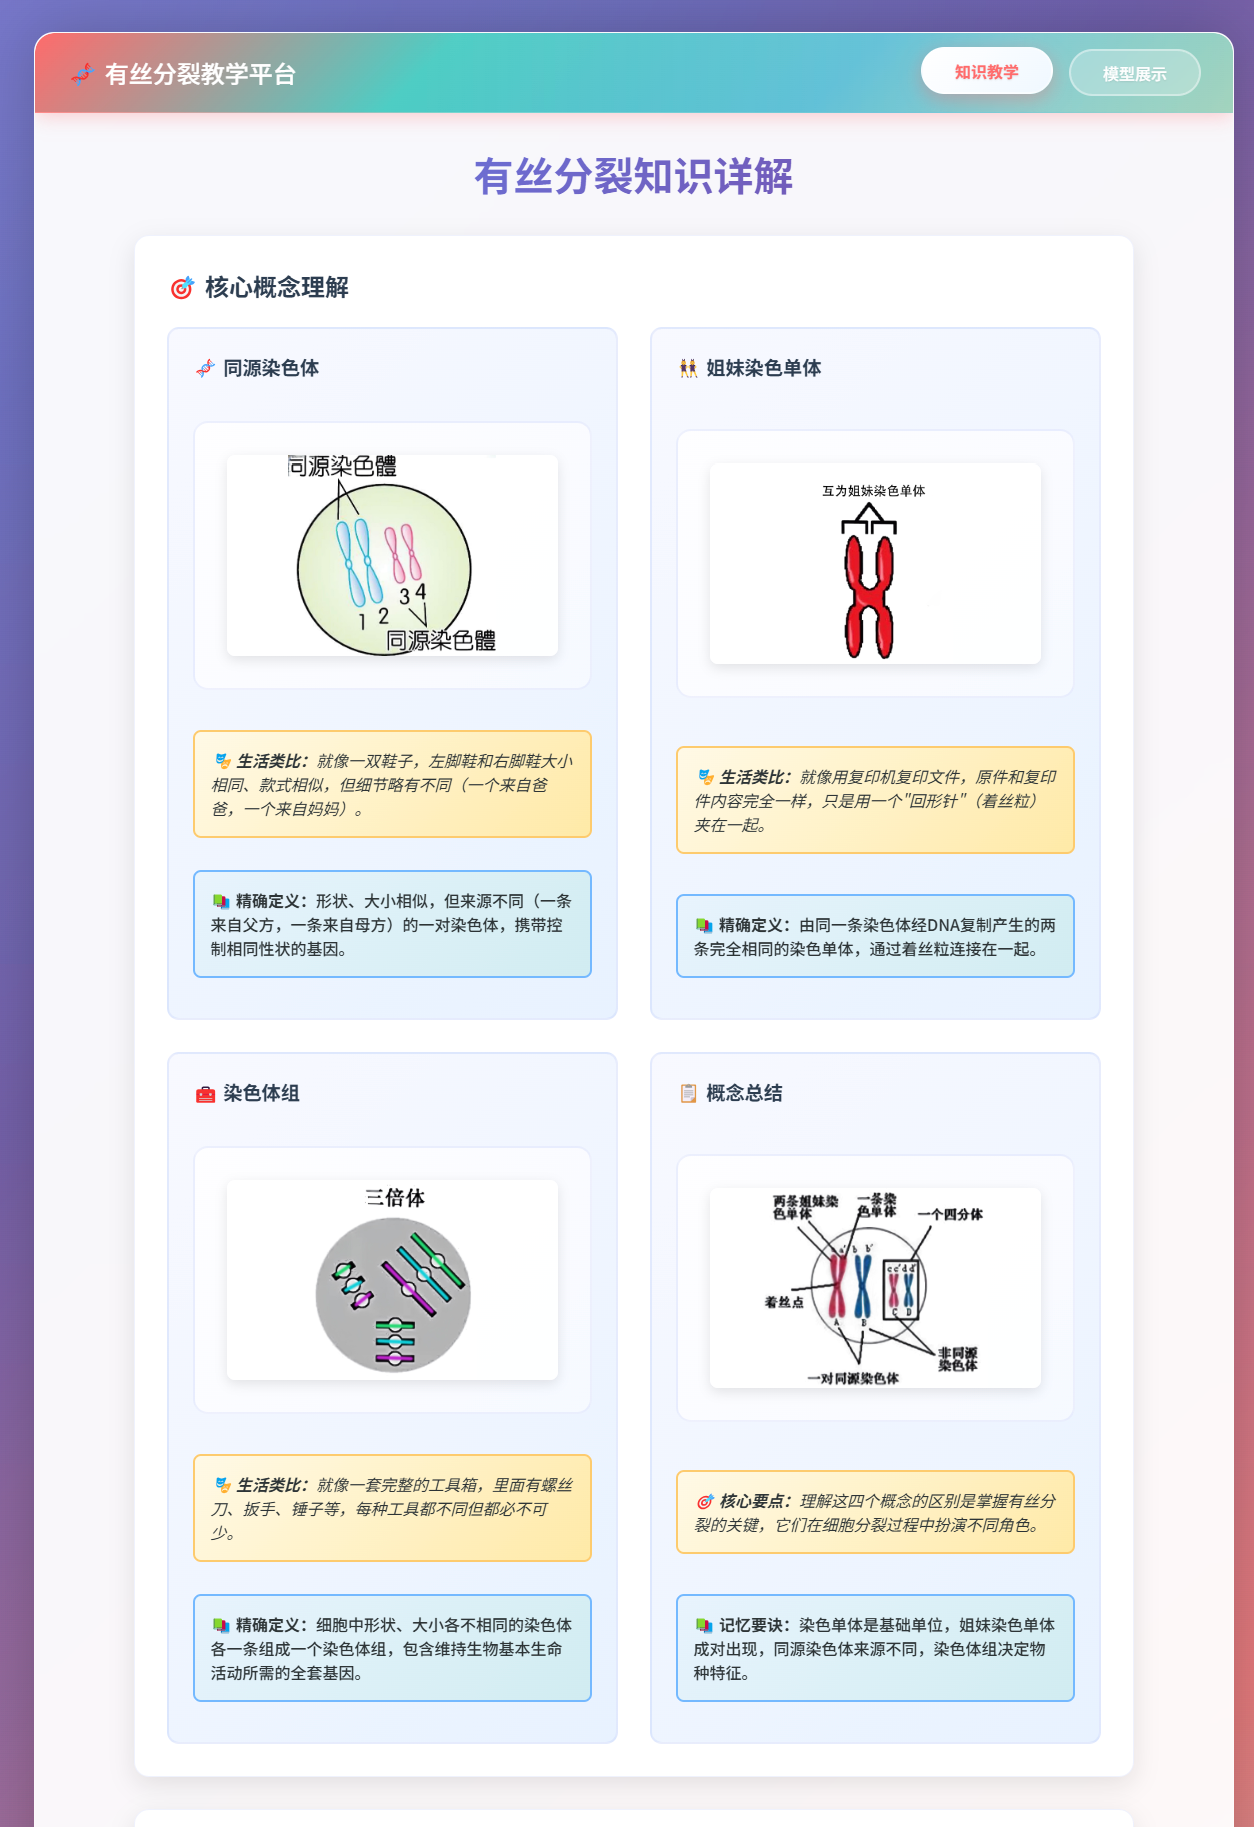 有丝分裂教学平台
知识教学
模型展示
有丝分裂知识详解
核心概念理解
同源染色体
同源染色體
1 2 3 4
同源染色體
生活类比：就像一双鞋子，左脚鞋和右脚鞋大小
相同、款式相似，但细节略有不同（一个来自爸
爸，一个来自妈妈）。
精确定义：形状、大小相似，但来源不同（一条
来自父方，一条来自母方）的一对染色体，携带控
制相同性状的基因。
姐妹染色单体
互为姐妹染色单体
生活类比：就像用复印机复印文件，原件和复印
件内容完全一样，只是用一个"回形针"（着丝粒）
夹在一起。
精确定义：由同一条染色体经DNA复制产生的两
条完全相同的染色单体，通过着丝粒连接在一起。
染色体组
三倍体
生活类比：就像一套完整的工具箱，里面有螺丝
刀、扳手、锤子等，每种工具都不同但都必不可
少。
精确定义：细胞中形状、大小各不相同的染色体
各一条组成一个染色体组，包含维持生物基本生命
活动所需的全套基因。
概念总结
两条姐妹染
色单体
一条染
色单体
一个四分体
a a' b b'
c c' d d'
着丝点
A B C D
非同源
染色体
一对同源染色体
核心要点：理解这四个概念的区别是掌握有丝分
裂的关键，它们在细胞分裂过程中扮演不同角色。
记忆要诀：染色单体是基础单位，姐妹染色单体
成对出现，同源染色体来源不同，染色体组决定物
种特征。